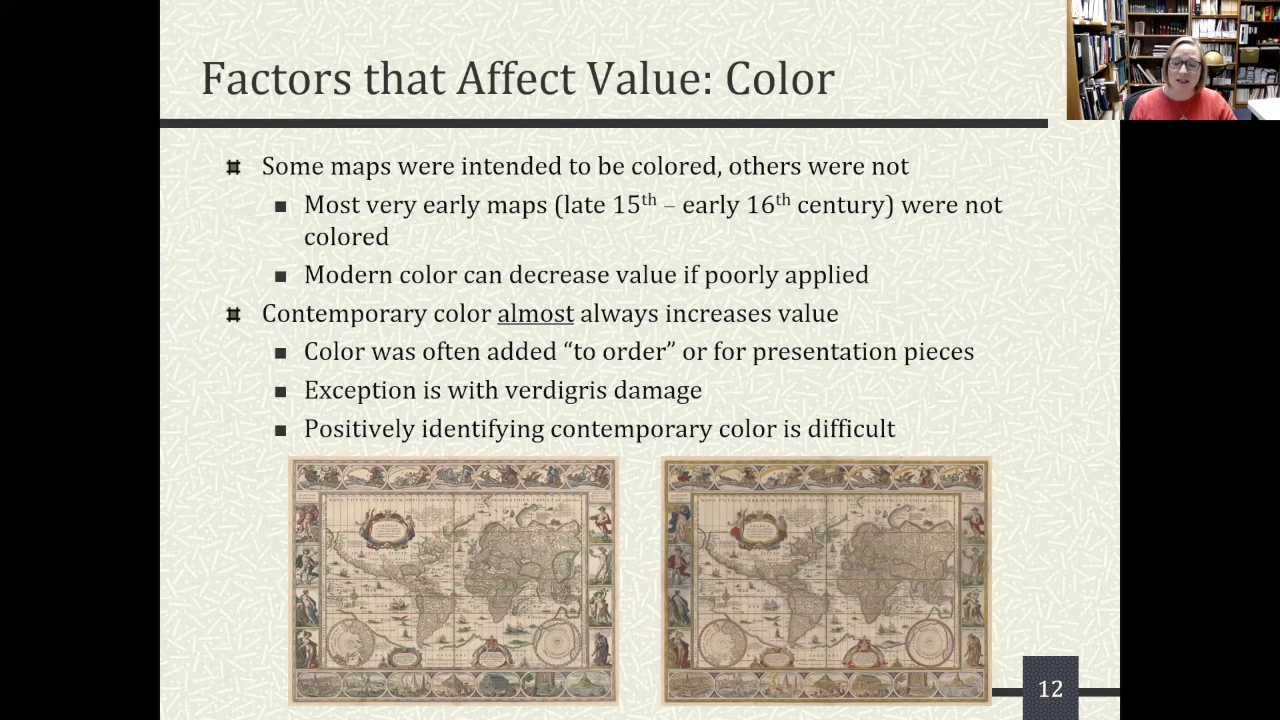 Factors that Affect Value: Color
Some maps were intended to be colored, others were not
Most very early maps (late 15th – early 16th century) were not
colored
Modern color can decrease value if poorly applied
Contemporary color almost always increases value
Color was often added “to order” or for presentation pieces
Exception is with verdigris damage
Positively identifying contemporary color is difficult
12